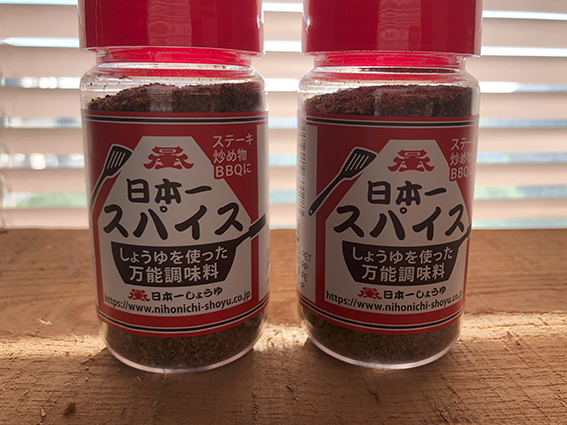 ステーキ
炒め物
BBQに
日本一
スパイス
しょうゆを使った
万能調味料
日本一しょうゆ
https://www.nihonichi-shoyu.co.jp
ステーキ
炒め物
BBQに
日本一
スパイス
しょうゆを使った
万能調味料
日本一しょうゆ
https://www.nihonichi-shoyu.co.jp